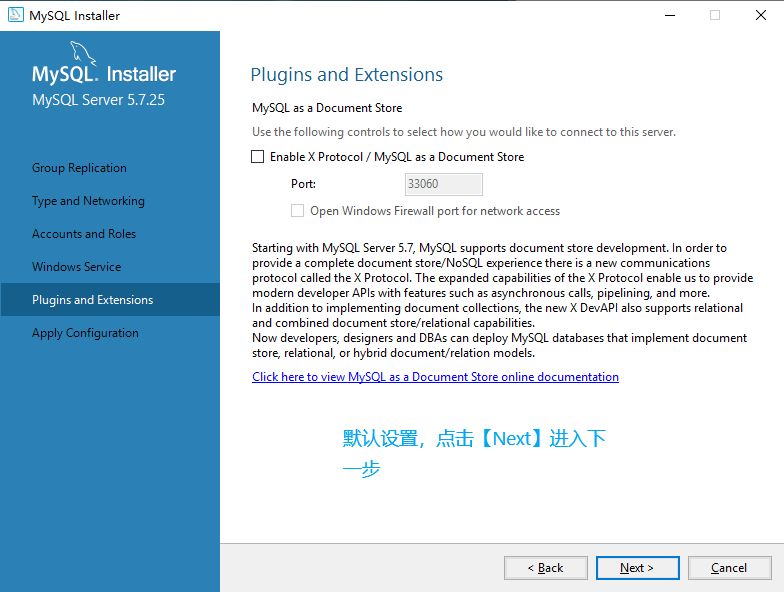 MySQL Installer
MySQL. Installer
MySQL Server 5.7.25
Group Replication
Type and Networking
Accounts and Roles
Windows Service
Plugins and Extensions
Apply Configuration
Plugins and Extensions
MySQL as a Document Store
Use the following controls to select how you would like to connect to this server.
Enable X Protocol / MySQL as a Document Store
Port:
33060
Open Windows Firewall port for network access
Starting with MySQL Server 5.7, MySQL supports document store development. In order to
provide a complete document store/NoSQL experience there is a new communications
protocol called the X Protocol. The expanded capabilities of the X Protocol enable us to provide
modern developer APIs with features such as asynchronous calls, pipelining, and more.
In addition to implementing document collections, the new X DevAPI also supports relational
and combined document store/relational capabilities.
Now developers, designers and DBAs can deploy MySQL databases that implement document
store, relational, or hybrid document/relation models.
Click here to view MySQL as a Document Store online documentation
默认设置，点击【Next】进入下
一步
< Back
Next >
Cancel